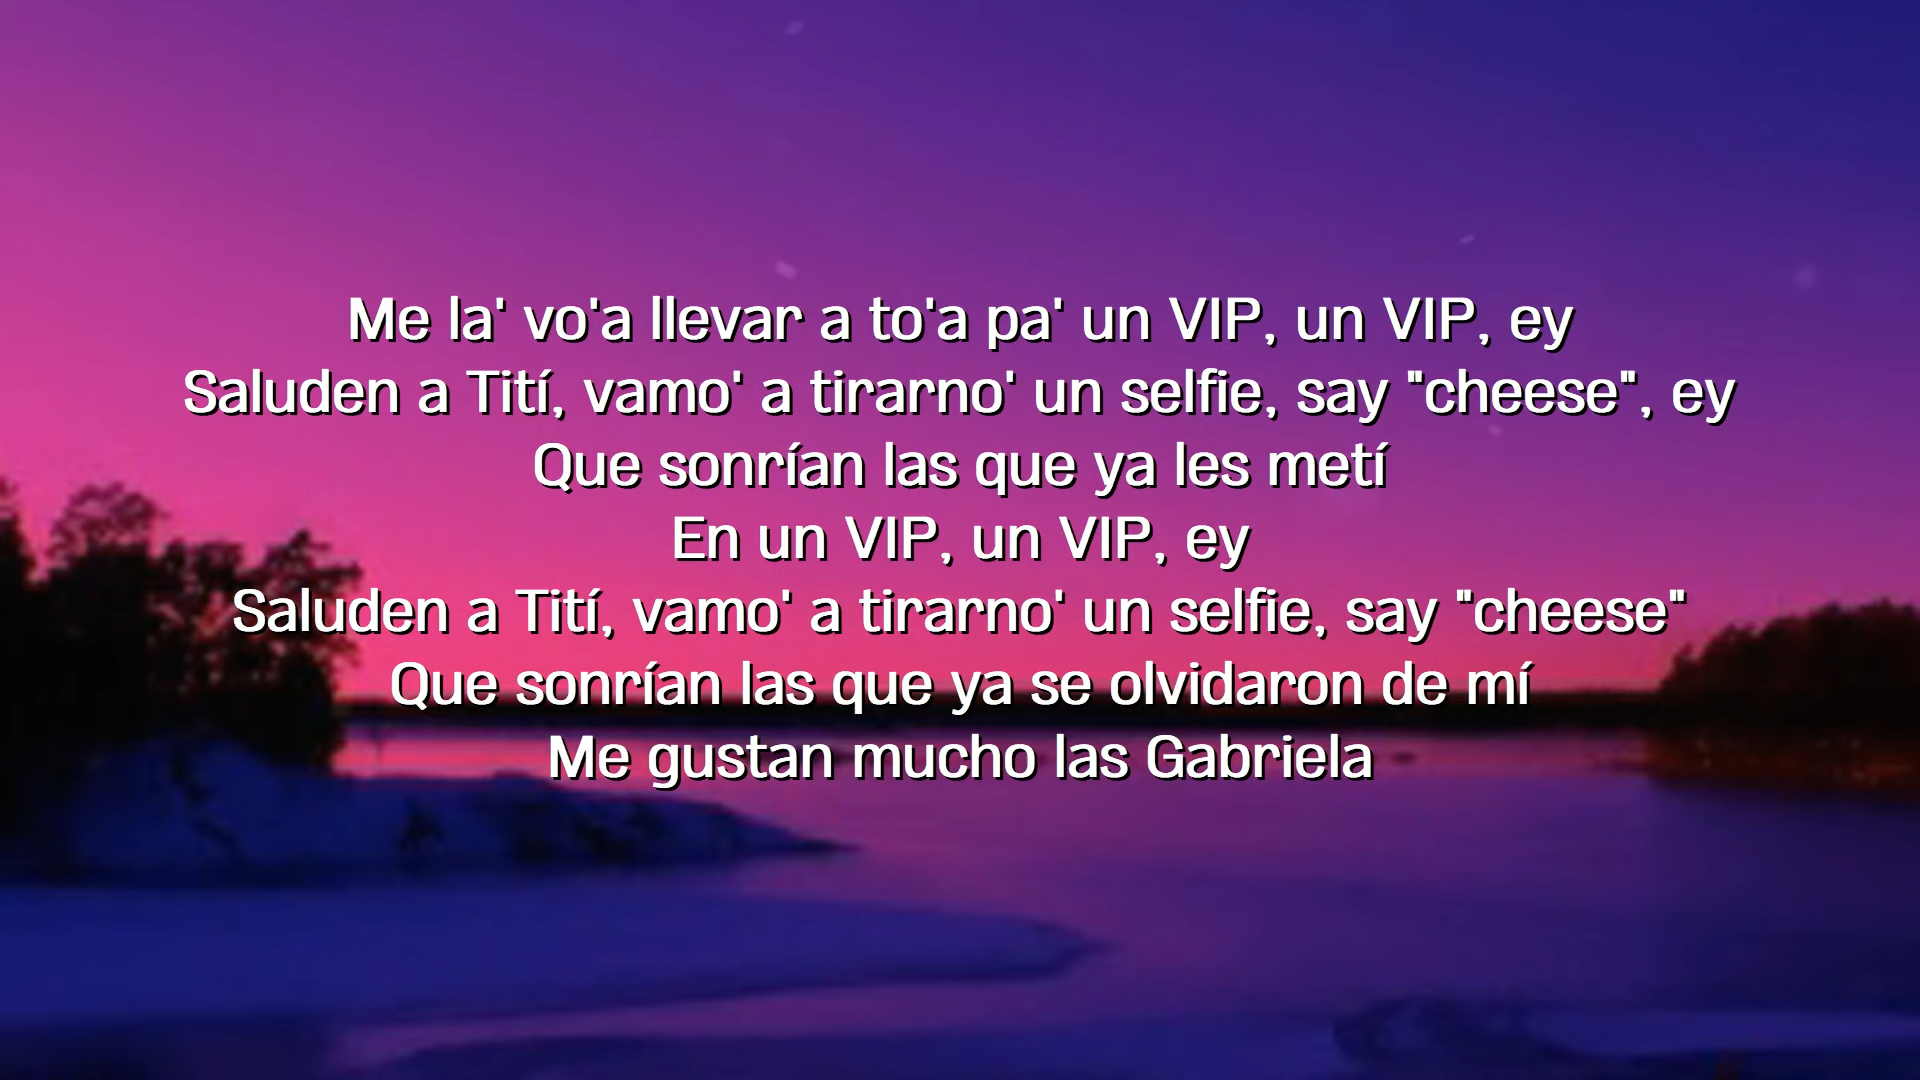 Me la' vo'a llevar a to'a pa' un VIP, un VIP, ey
Saluden a Tití, vamo' a tirarno' un selfie, say "cheese", ey
Que sonrían las que ya les metí
En un VIP, un VIP, ey
Saluden a Tití, vamo' a tirarno' un selfie, say "cheese"
Que sonrían las que ya se olvidaron de mí
Me gustan mucho las Gabriela